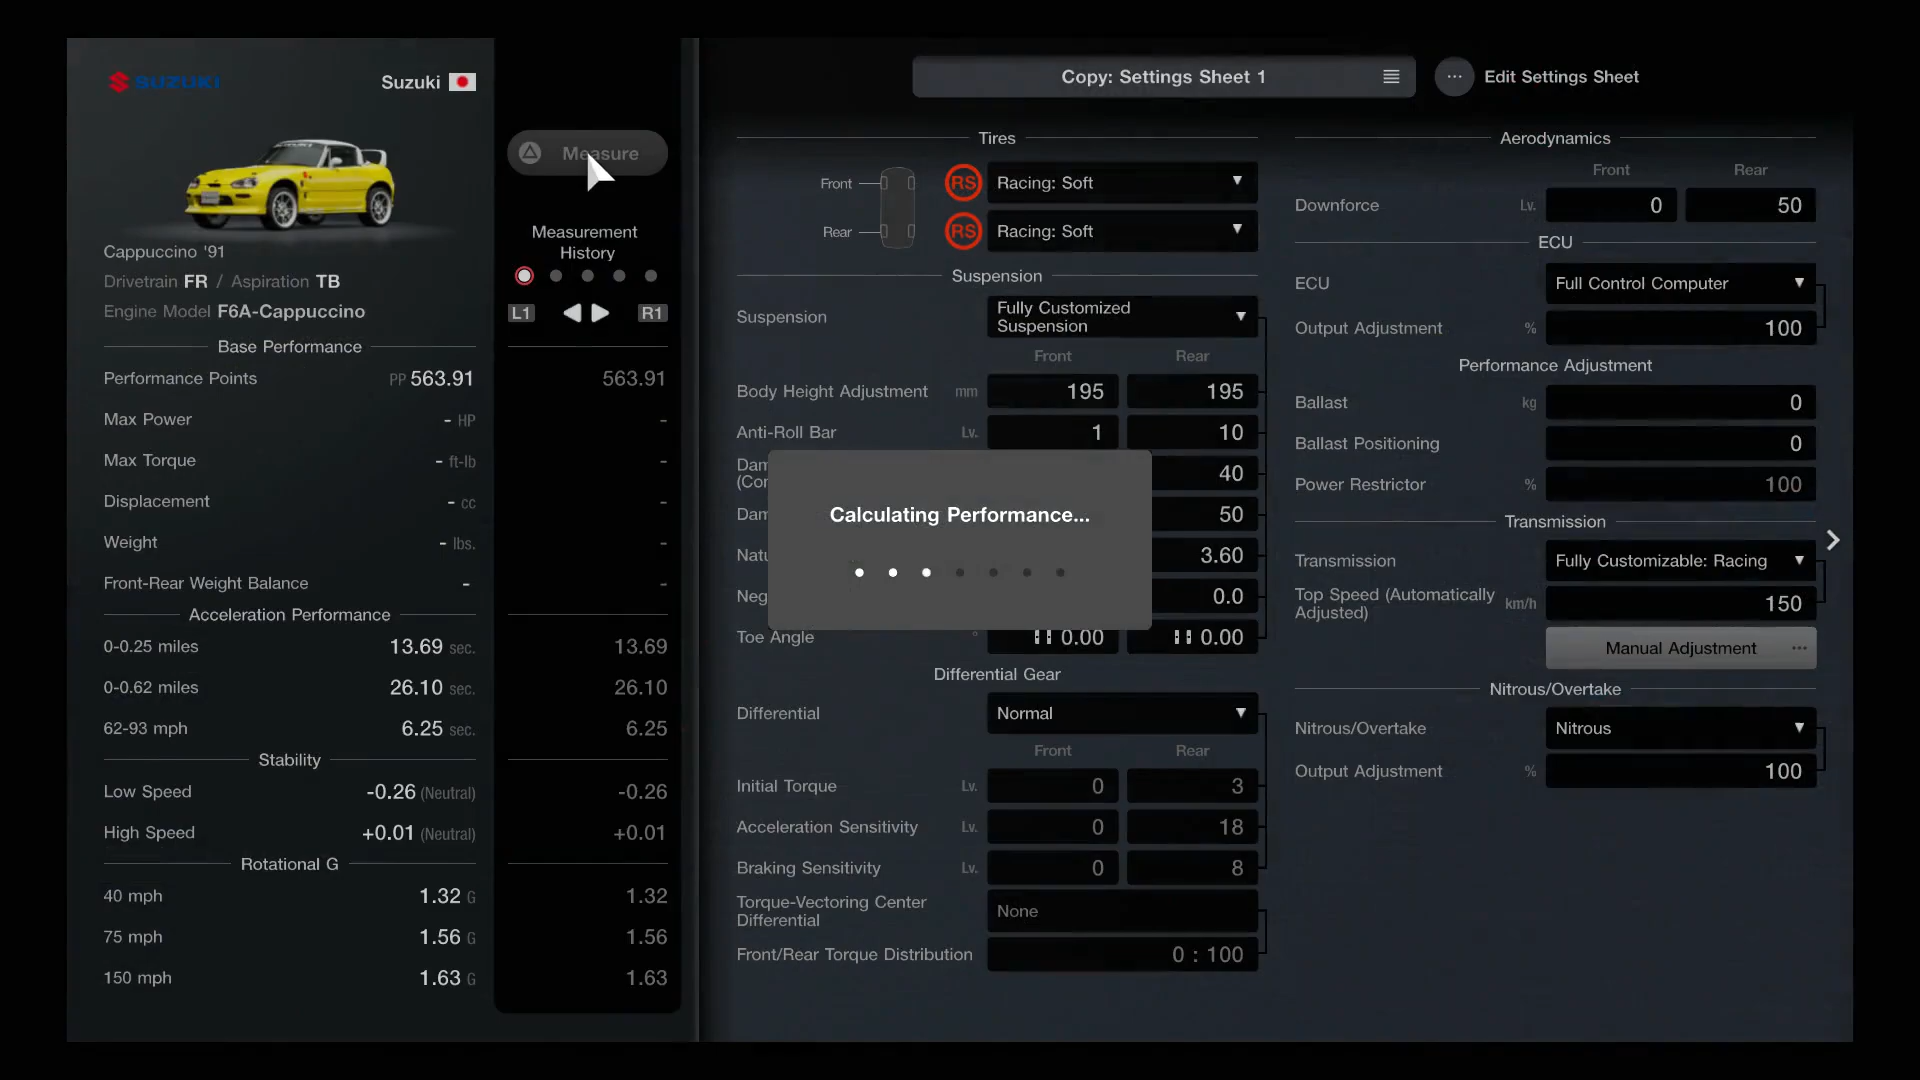 SUZUKI
Suzuki
Cappuccino '91
Drivetrain FR / Aspiration TB
Engine Model F6A-Cappuccino
Base Performance
Performance Points PP 563.91
Max Power - HP
Max Torque - ft-lb
Displacement - cc
Weight - lbs.
Front-Rear Weight Balance -
Acceleration Performance
0-0.25 miles 13.69 sec.
0-0.62 miles 26.10 sec.
62-93 mph 6.25 sec.
Stability
Low Speed -0.26 (Neutral)
High Speed +0.01 (Neutral)
Rotational G
40 mph 1.32 G
75 mph 1.56 G
150 mph 1.63 G
Measure
Measurement
History
L1 R1
563.91
-
-
-
-
-
13.69
26.10
6.25
-0.26
+0.01
1.32
1.56
1.63
Copy: Settings Sheet 1
Edit Settings Sheet
Tires
Front RS Racing: Soft
Rear RS Racing: Soft
Suspension
Suspension Fully Customized
Suspension
Front Rear
Body Height Adjustment mm 195 195
Anti-Roll Bar Lv. 1 10
Dam
(Cor 40
Dam 50
Natu 3.60
Neg 0.0
Toe Angle ° 0.00 0.00
Calculating Performance...
Differential Gear
Differential Normal
Front Rear
Initial Torque Lv. 0 3
Acceleration Sensitivity Lv. 0 18
Braking Sensitivity Lv. 0 8
Torque-Vectoring Center
Differential None
Front/Rear Torque Distribution 0 : 100
Aerodynamics
Front Rear
Downforce Lv. 0 50
ECU
ECU Full Control Computer
Output Adjustment % 100
Performance Adjustment
Ballast kg 0
Ballast Positioning 0
Power Restrictor % 100
Transmission
Transmission Fully Customizable: Racing
Top Speed (Automatically
Adjusted) km/h 150
Manual Adjustment
Nitrous/Overtake
Nitrous/Overtake Nitrous
Output Adjustment % 100